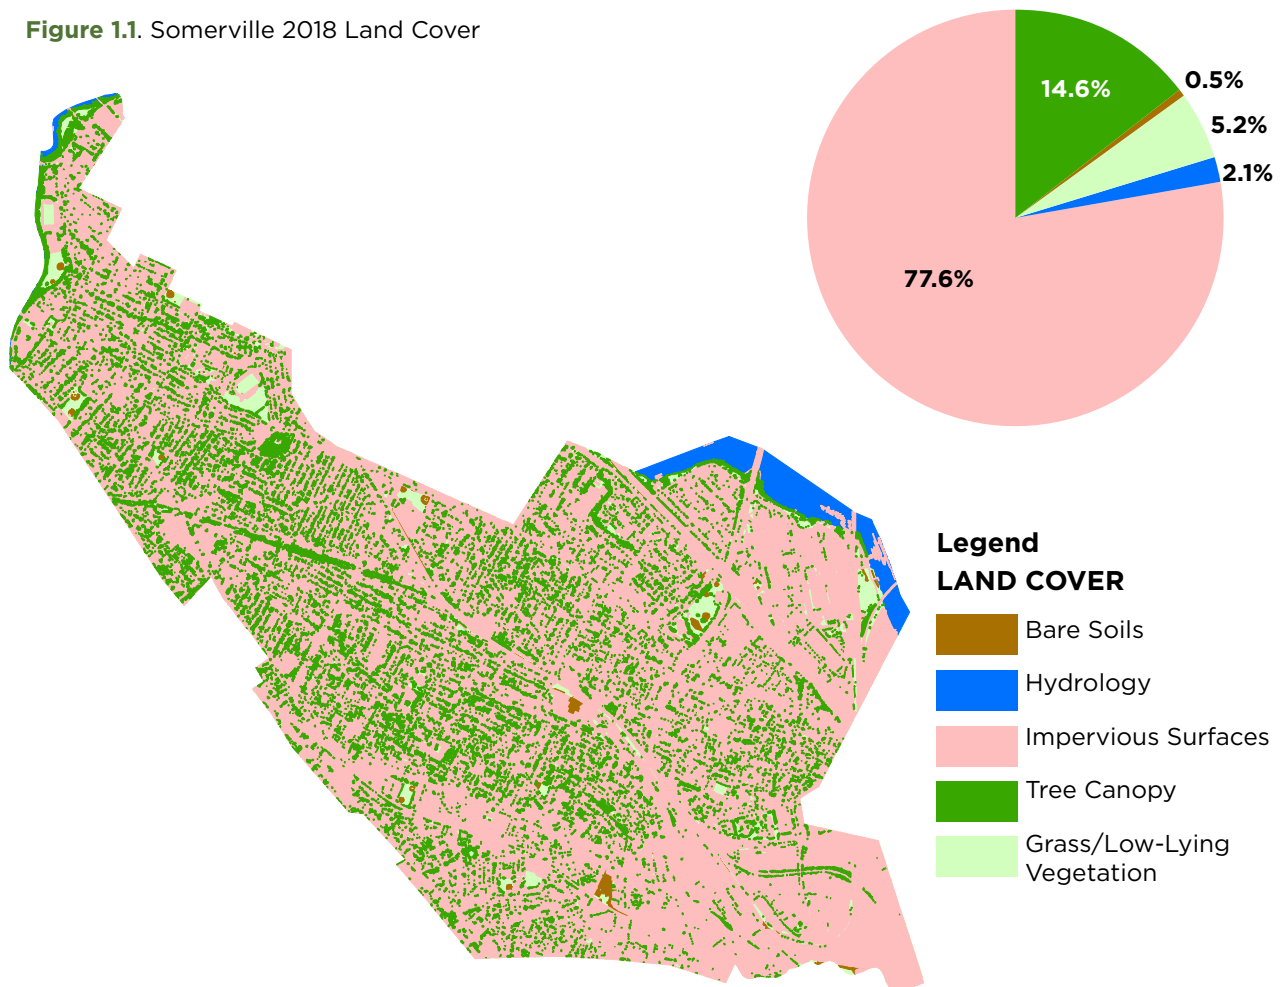 Figure 1.1. Somerville 2018 Land Cover
14.6%
0.5%
5.2%
2.1%
77.6%
Legend
LAND COVER
Bare Soils
Hydrology
Impervious Surfaces
Tree Canopy
Grass/Low-Lying
Vegetation